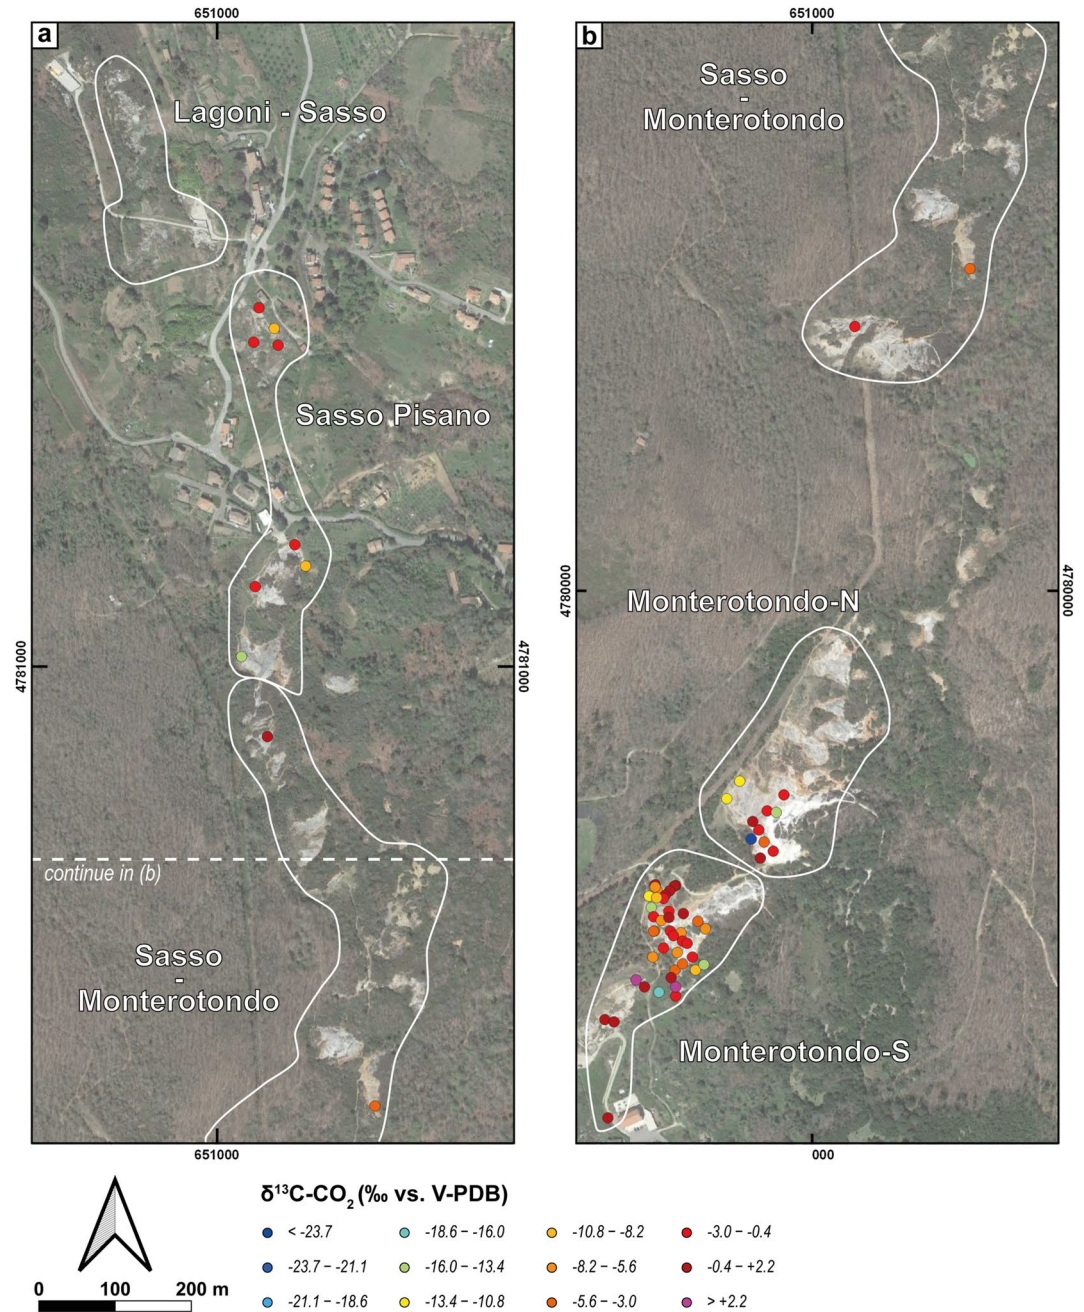 651000
651000
a
b
Lagoni - Sasso
Sasso
-
Monterotondo
Sasso Pisano
4780000
4780000
Monterotondo-N
4781000
4781000
continue in (b)
Sasso
-
Monterotondo
Monterotondo-S
651000
000
δ¹³C-CO₂ (‰ vs. V-PDB)
< -23.7
-18.6 – -16.0
-10.8 – -8.2
-3.0 – -0.4
-23.7 – -21.1
-16.0 – -13.4
-8.2 – -5.6
-0.4 – +2.2
-21.1 – -18.6
-13.4 – -10.8
-5.6 – -3.0
> +2.2
0 100 200 m